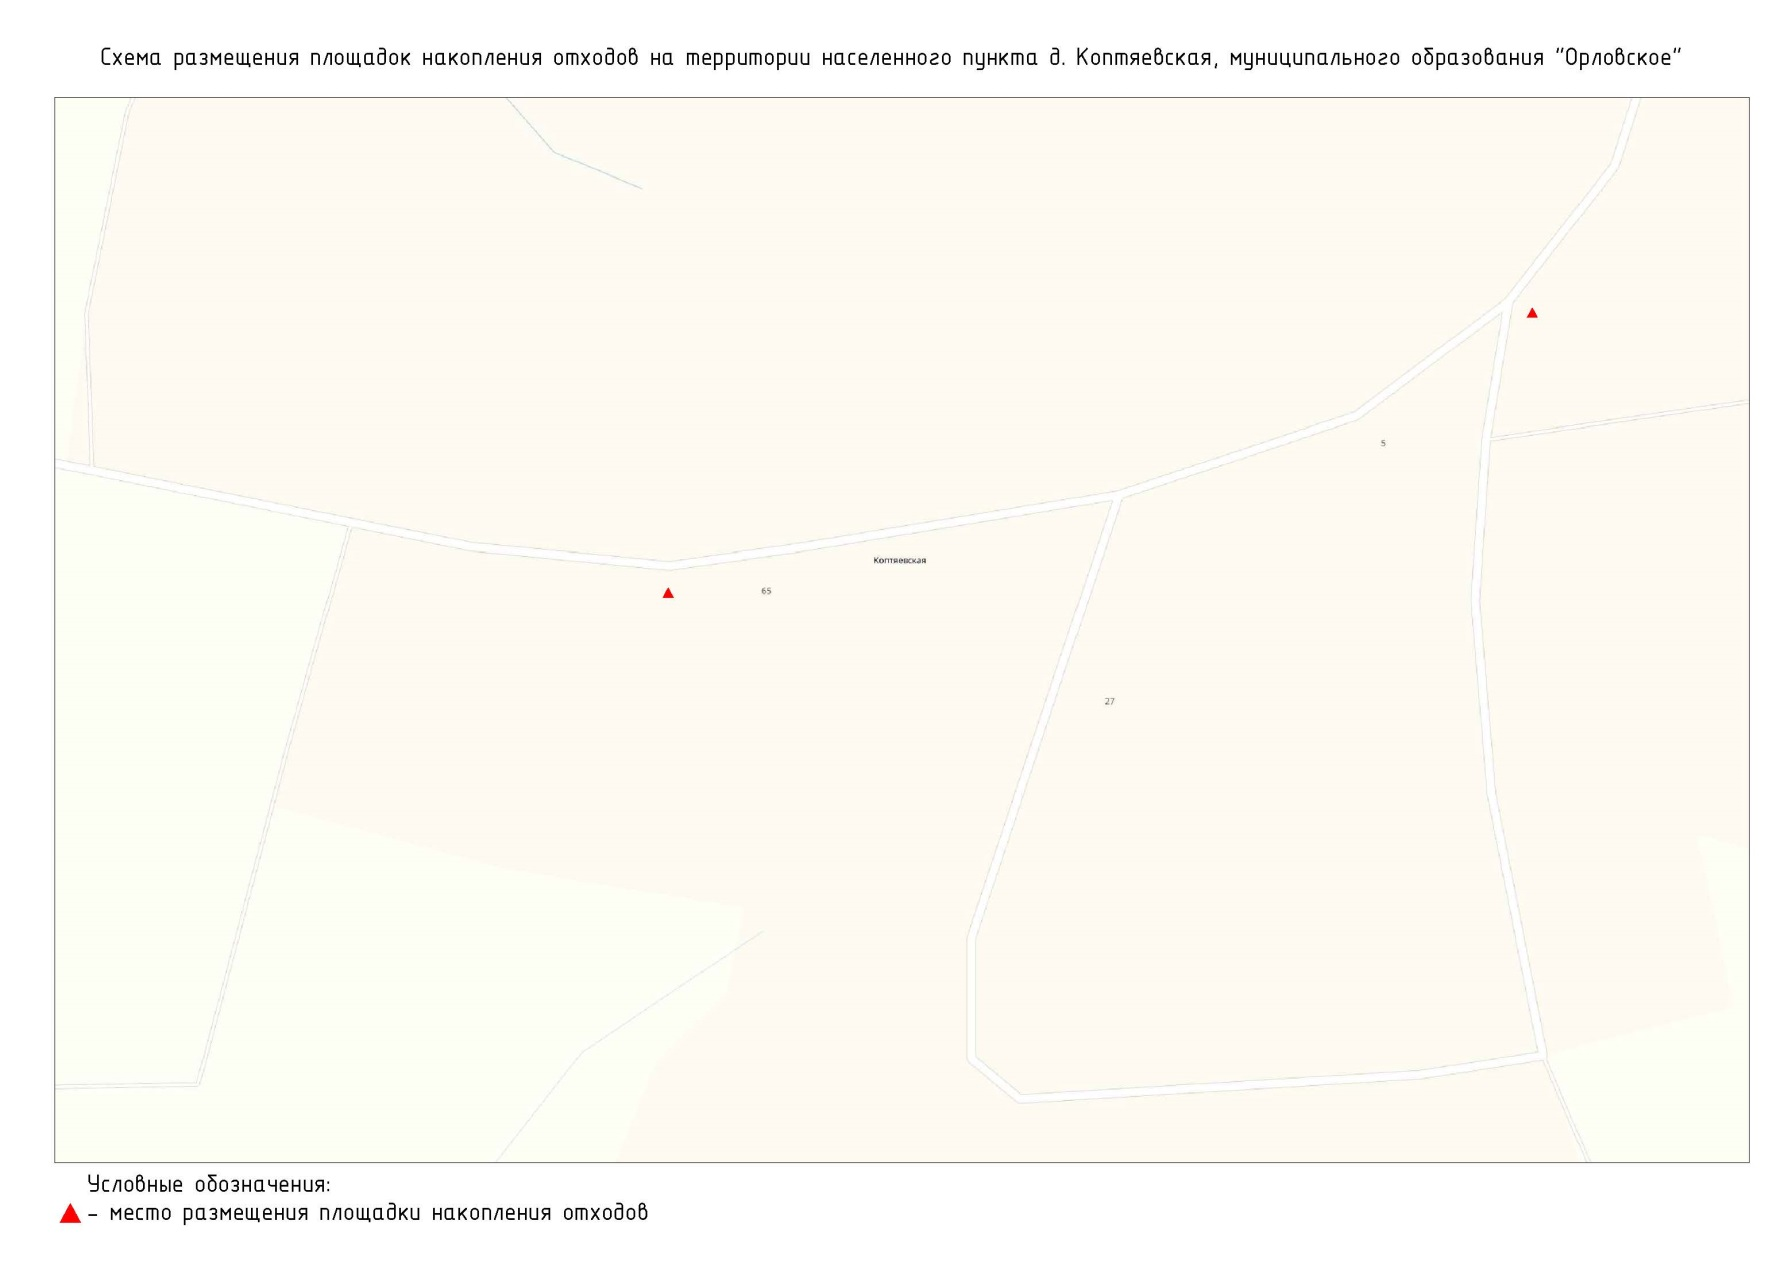 Схема размещения площадок накопления отходов на территории населенного пункта д. Коптяевская, муниципального образования "Орловское"
5
Коптяевская
65
27
Условные обозначения:
– место размещения площадки накопления отходов